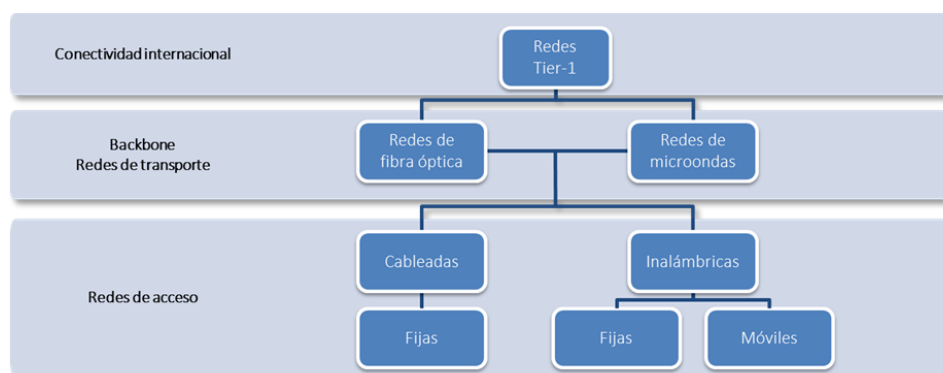 Conectividad internacional
Redes
Tier-1
Backbone
Redes de transporte
Redes de
fibra óptica
Redes de
microondas
Redes de acceso
Cableadas
Inalámbricas
Fijas
Fijas
Móviles